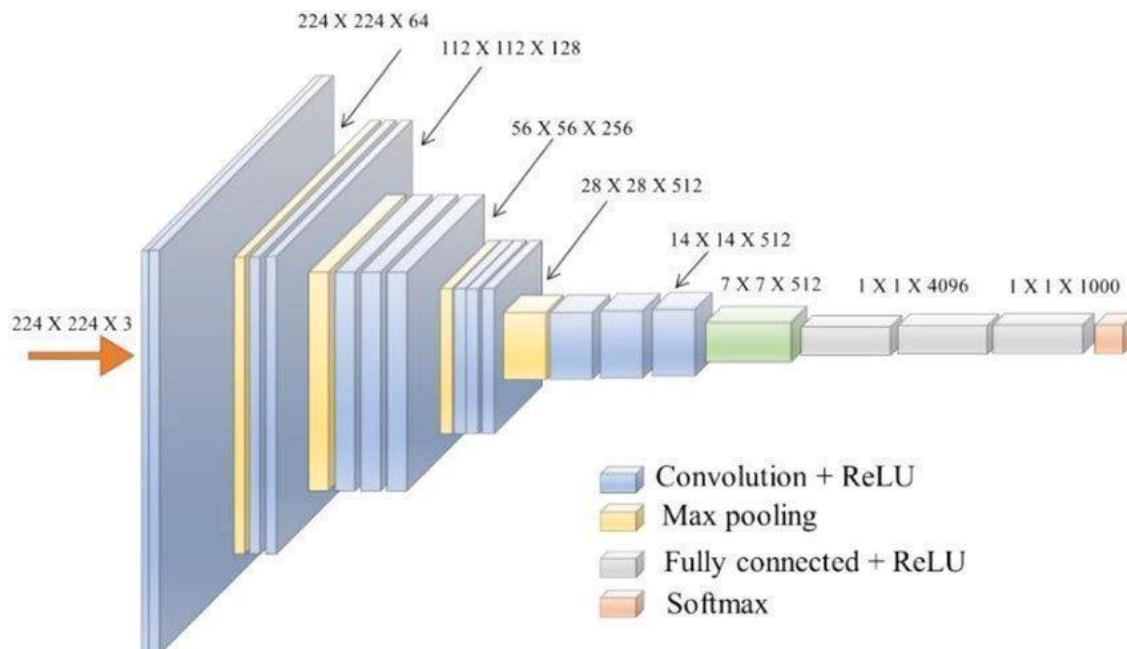 224 X 224 X 64
112 X 112 X 128
56 X 56 X 256
28 X 28 X 512
14 X 14 X 512
7 X 7 X 512
1 X 1 X 4096
1 X 1 X 1000
224 X 224 X 3
Convolution + ReLU
Max pooling
Fully connected + ReLU
Softmax